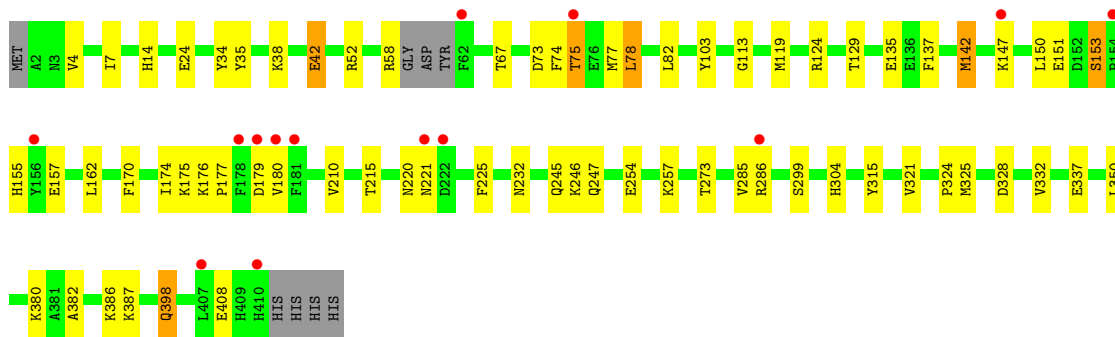 MET A2 N3 V4 I7 H14 E24 Y34 Y35 K38 E42 R52 R58 GLY ASP TYR F62 T67 D73 F74 T75 E76 M77 L78 L82 Y103 G113 M119 R124 T129 E135 E136 F137 M142 K147 L150 E151 D152 S153 R154
H155 Y156 E157 L162 F170 I174 K175 K176 P177 F178 D179 V180 F181 V210 T215 N220 N221 D222 F225 N232 Q245 K246 Q247 E254 K257 T273 V285 R286 S299 H304 Y315 V321 P324 M325 D328 V332 E337 L350
K380 A381 A382 K386 K387 Q398 L407 E408 H409 H410 HIS HIS HIS HIS